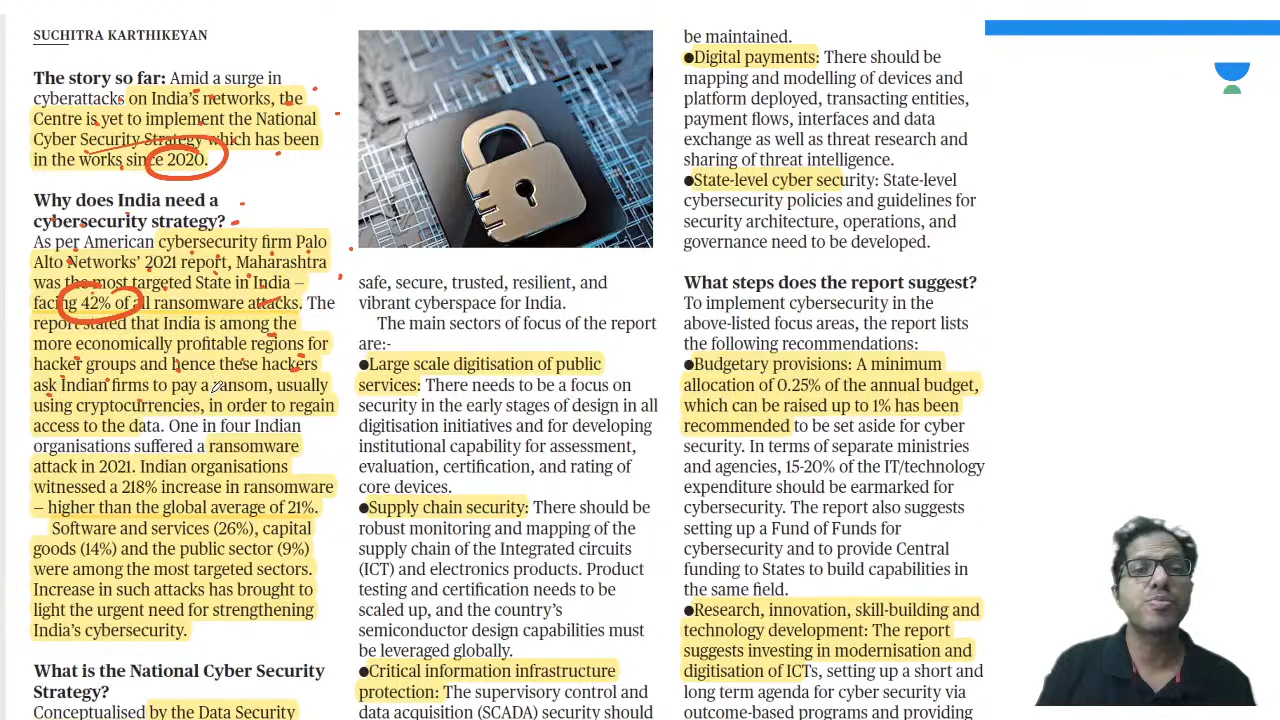 SUCHITRA KARTHIKEYAN
The story so far: Amid a surge in
cyberattacks on India's networks, the
Centre is yet to implement the National
Cyber Security Strategy which has been
in the works since 2020.
Why does India need a
cybersecurity strategy?
As per American cybersecurity firm Palo
Alto Networks' 2021 report, Maharashtra
was the most targeted State in India –
facing 42% of all ransomware attacks. The
report stated that India is among the
more economically profitable regions for
hacker groups and hence these hackers
ask Indian firms to pay a ransom, usually
using cryptocurrencies, in order to regain
access to the data. One in four Indian
organisations suffered a ransomware
attack in 2021. Indian organisations
witnessed a 218% increase in ransomware
– higher than the global average of 21%.
Software and services (26%), capital
goods (14%) and the public sector (9%)
were among the most targeted sectors.
Increase in such attacks has brought to
light the urgent need for strengthening
India's cybersecurity.
What is the National Cyber Security
Strategy?
Conceptualised by the Data Security
safe, secure, trusted, resilient, and
vibrant cyberspace for India.
The main sectors of focus of the report
are:-
●Large scale digitisation of public
services: There needs to be a focus on
security in the early stages of design in all
digitisation initiatives and for developing
institutional capability for assessment,
evaluation, certification, and rating of
core devices.
●Supply chain security: There should be
robust monitoring and mapping of the
supply chain of the Integrated circuits
(ICT) and electronics products. Product
testing and certification needs to be
scaled up, and the country's
semiconductor design capabilities must
be leveraged globally.
●Critical information infrastructure
protection: The supervisory control and
data acquisition (SCADA) security should
be maintained.
●Digital payments: There should be
mapping and modelling of devices and
platform deployed, transacting entities,
payment flows, interfaces and data
exchange as well as threat research and
sharing of threat intelligence.
●State-level cyber security: State-level
cybersecurity policies and guidelines for
security architecture, operations, and
governance need to be developed.
What steps does the report suggest?
To implement cybersecurity in the
above-listed focus areas, the report lists
the following recommendations:
●Budgetary provisions: A minimum
allocation of 0.25% of the annual budget,
which can be raised up to 1% has been
recommended to be set aside for cyber
security. In terms of separate ministries
and agencies, 15-20% of the IT/technology
expenditure should be earmarked for
cybersecurity. The report also suggests
setting up a Fund of Funds for
cybersecurity and to provide Central
funding to States to build capabilities in
the same field.
●Research, innovation, skill-building and
technology development: The report
suggests investing in modernisation and
digitisation of ICTs, setting up a short and
long term agenda for cyber security via
outcome-based programs and providing